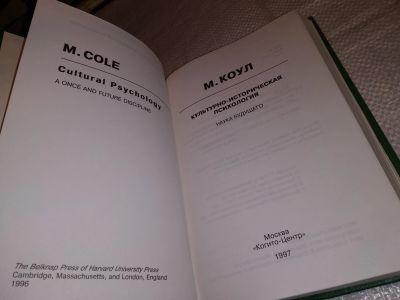 M. COLE
Cultural Psychology
A ONCE AND FUTURE DISCIPLINE
The Belknap Press of Harvard University Press
Cambridge, Massachusetts, and London, England
1996
М. КОУЛ
КУЛЬТУРНО-ИСТОРИЧЕСКАЯ
ПСИХОЛОГИЯ
НАУКА БУДУЩЕГО
Москва
«Когито-Центр»
1997